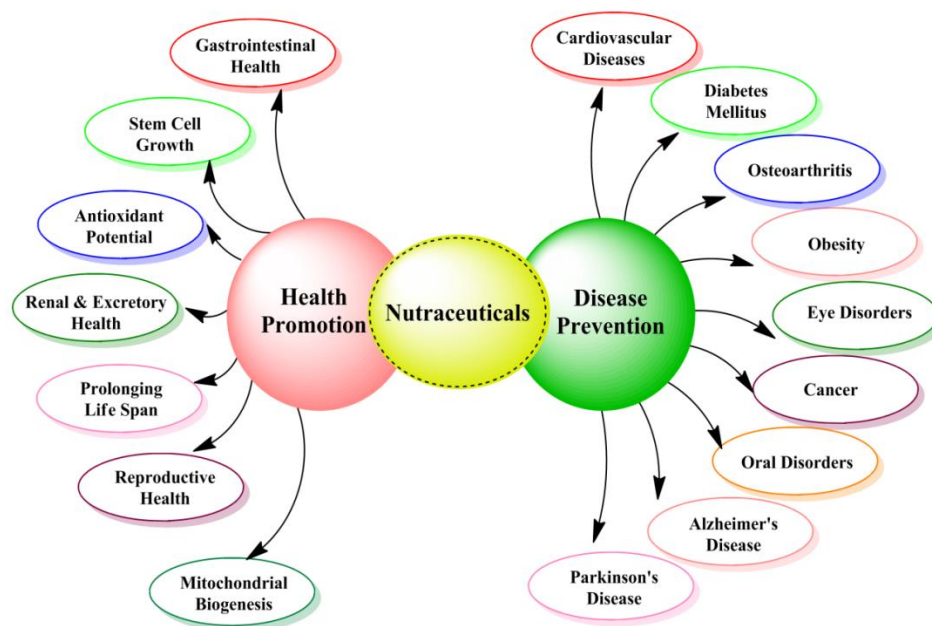 Gastrointestinal
Health
Stem Cell
Growth
Antioxidant
Potential
Renal & Excretory
Health
Prolonging
Life Span
Reproductive
Health
Mitochondrial
Biogenesis
Health
Promotion
Nutraceuticals
Disease
Prevention
Cardiovascular
Diseases
Diabetes
Mellitus
Osteoarthritis
Obesity
Eye Disorders
Cancer
Oral Disorders
Alzheimer's
Disease
Parkinson's
Disease